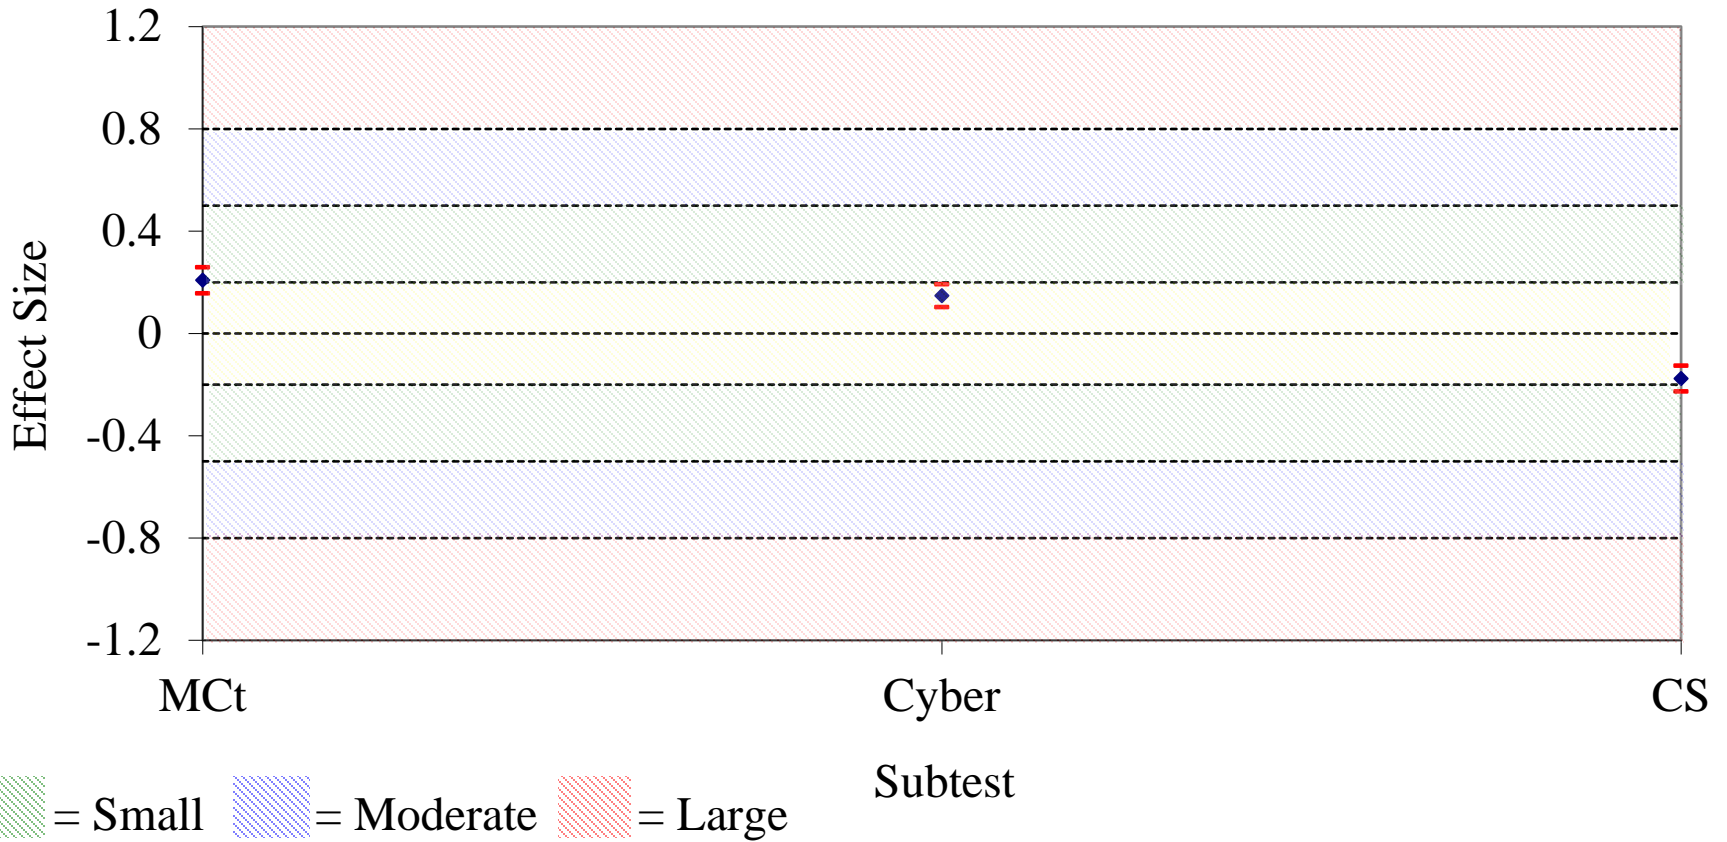 1.2
0.8
0.4
0
-0.4
-0.8
-1.2
Effect Size
MCt Cyber CS
Subtest
= Small = Moderate = Large